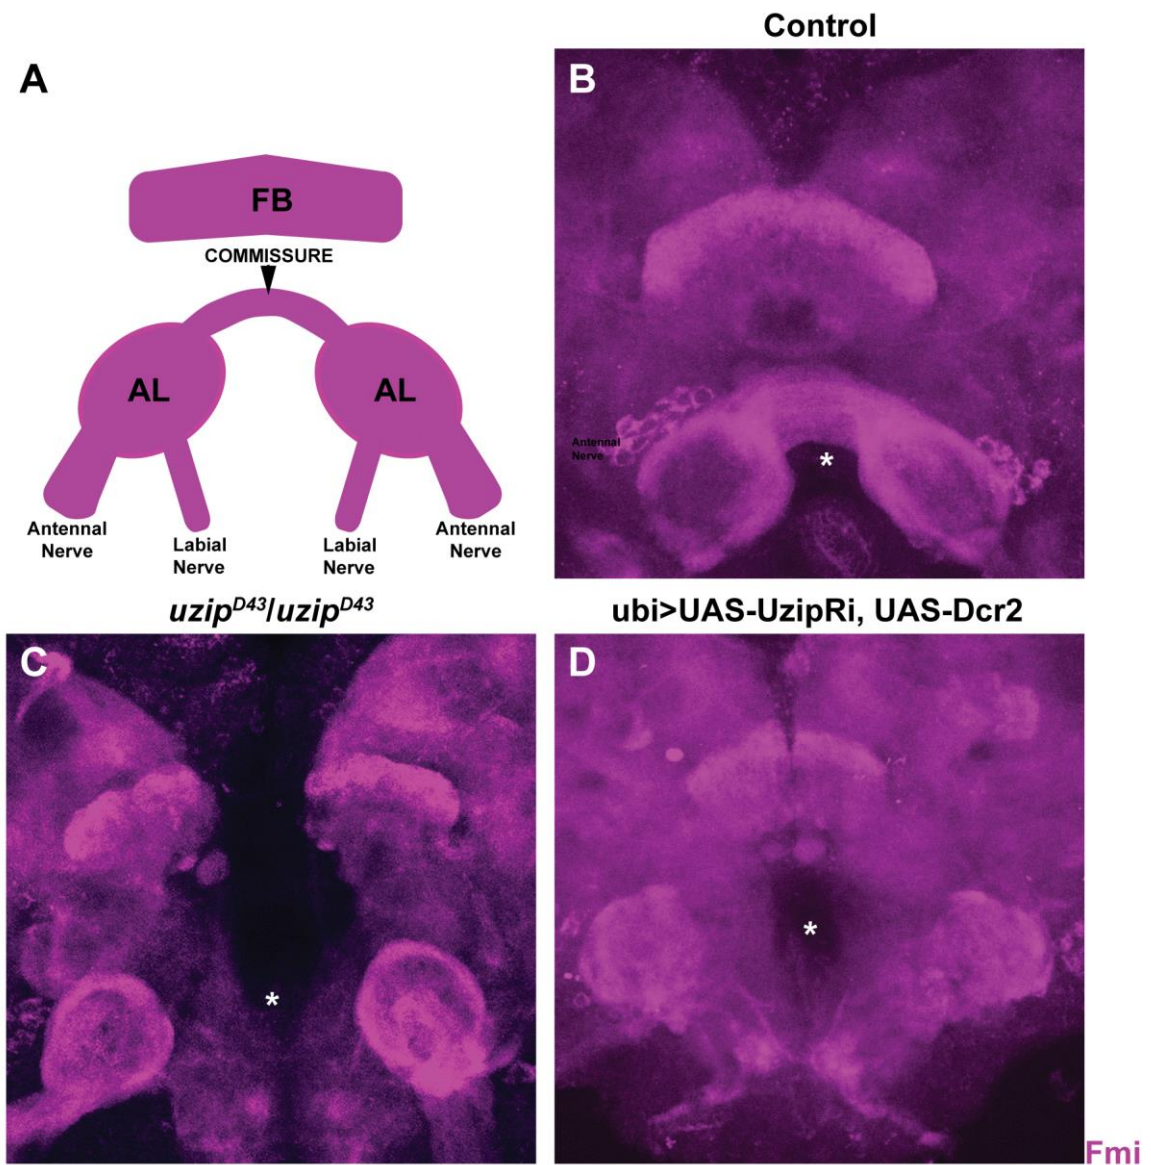 Control
A
B
FB
COMMISSURE
AL
AL
Antennal
Nerve
*
Antennal
Nerve
Labial
Nerve
Labial
Nerve
Antennal
Nerve
uzipD43/uzipD43
ubi>UAS-UzipRi, UAS-Dcr2
C
D
*
*
Fmi